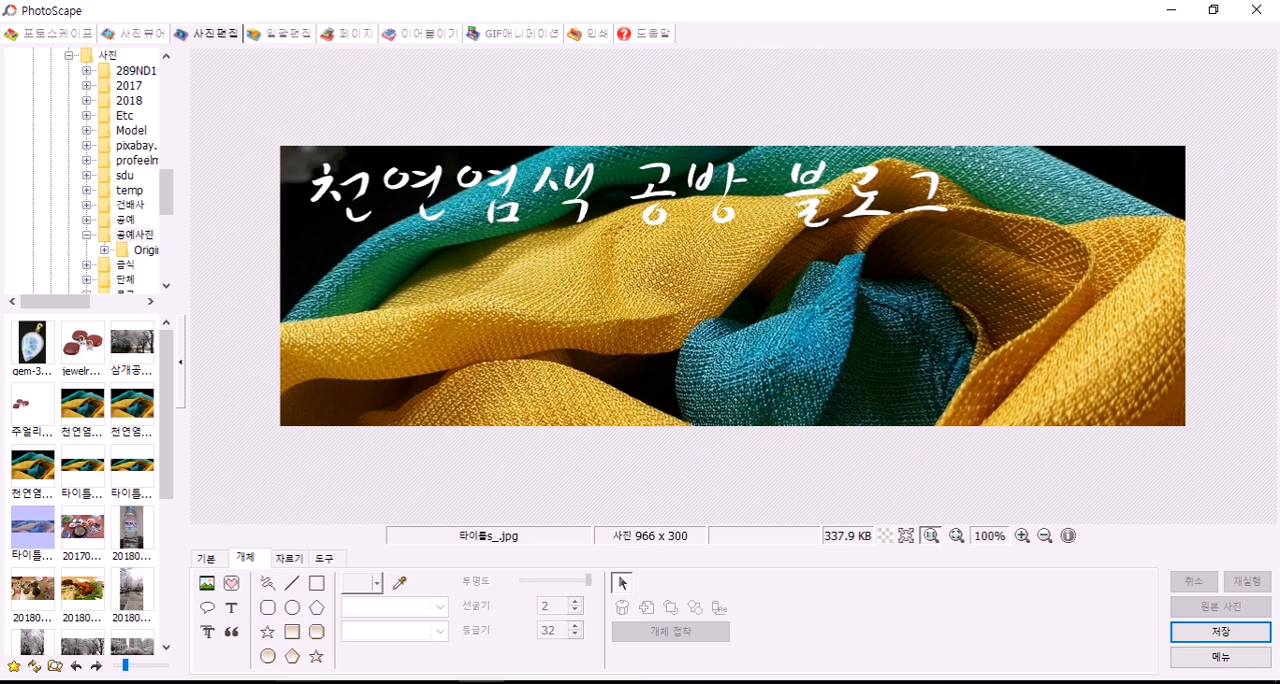 PhotoScape
포토스케이프 사진뷰어 사진편집 일괄편집 페이지 이어붙이기 GIF애니메이션 인쇄 도움말
사진
289ND1
2017
2018
Etc
Model
pixabay.
profeelm
sdu
temp
건배사
공예
공예사진
Origin
급식
단체
gem-3... jewelr... 삼개공...
주얼리... 천연염... 천연염...
천연염... 타이틀... 타이틀...
타이틀... 20170... 20180...
20180... 20180... 20180...
천연염색 공방 블로그
타이틀s_.jpg 사진 966 x 300 337.9 KB 100%
기본 개체 자르기 도구
투명도
선굵기 2
둥글기 32
개체 접착
취소 재실행
원본 사진
저장
메뉴